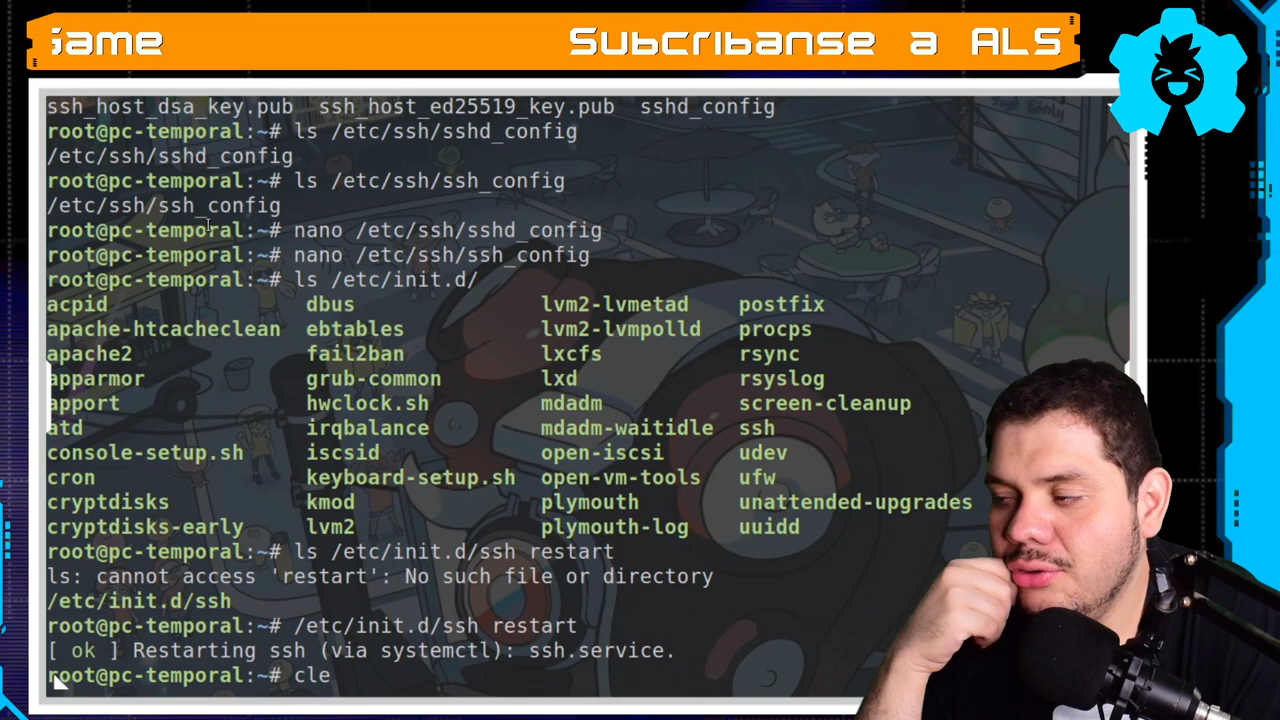 Game Subcribanse a ALS
ssh_host_dsa_key.pub ssh_host_ed25519_key.pub sshd_config
root@pc-temporal:~# ls /etc/ssh/sshd_config
/etc/ssh/sshd_config
root@pc-temporal:~# ls /etc/ssh/ssh_config
/etc/ssh/ssh_config
root@pc-temporal:~# nano /etc/ssh/sshd_config
root@pc-temporal:~# nano /etc/ssh/ssh_config
root@pc-temporal:~# ls /etc/init.d/
acpid dbus lvm2-lvmetad postfix
apache-htcacheclean ebtables lvm2-lvmpolld procps
apache2 fail2ban lxcfs rsync
apparmor grub-common lxd rsyslog
apport hwclock.sh mdadm screen-cleanup
atd irqbalance mdadm-waitidle ssh
console-setup.sh iscsid open-iscsi udev
cron keyboard-setup.sh open-vm-tools ufw
cryptdisks kmod plymouth unattended-upgrades
cryptdisks-early lvm2 plymouth-log uuidd
root@pc-temporal:~# ls /etc/init.d/ssh restart
ls: cannot access 'restart': No such file or directory
/etc/init.d/ssh
root@pc-temporal:~# /etc/init.d/ssh restart
[ ok ] Restarting ssh (via systemctl): ssh.service.
root@pc-temporal:~# cle